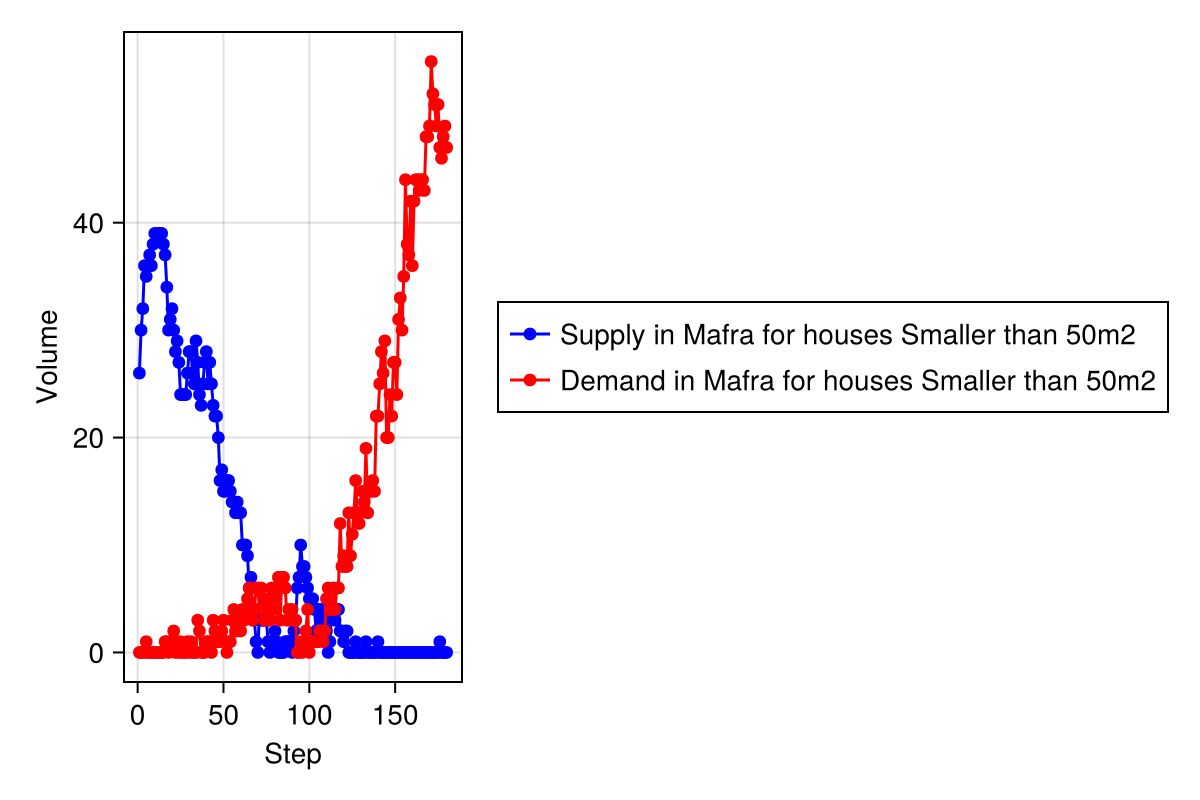 Volume
40
20
0
0 50 100 150
Step
Supply in Mafra for houses Smaller than 50m2
Demand in Mafra for houses Smaller than 50m2